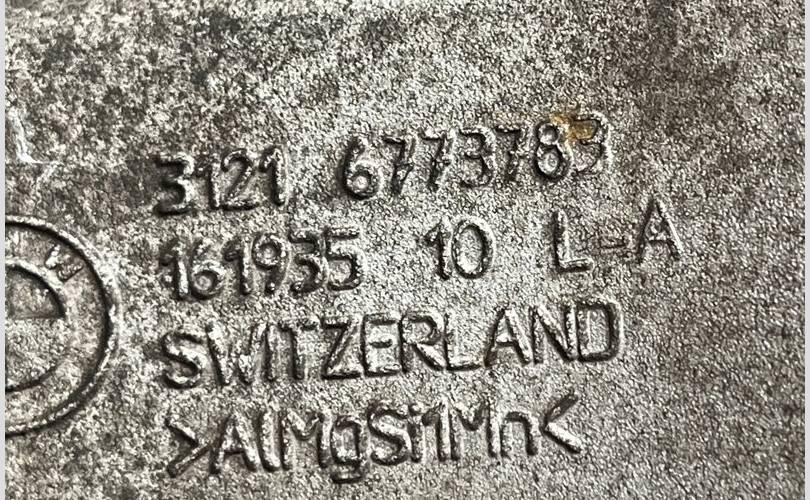 3121 6773783
161935 10 L-A
SWITZERLAND
>AlMgSi1Mn<
W